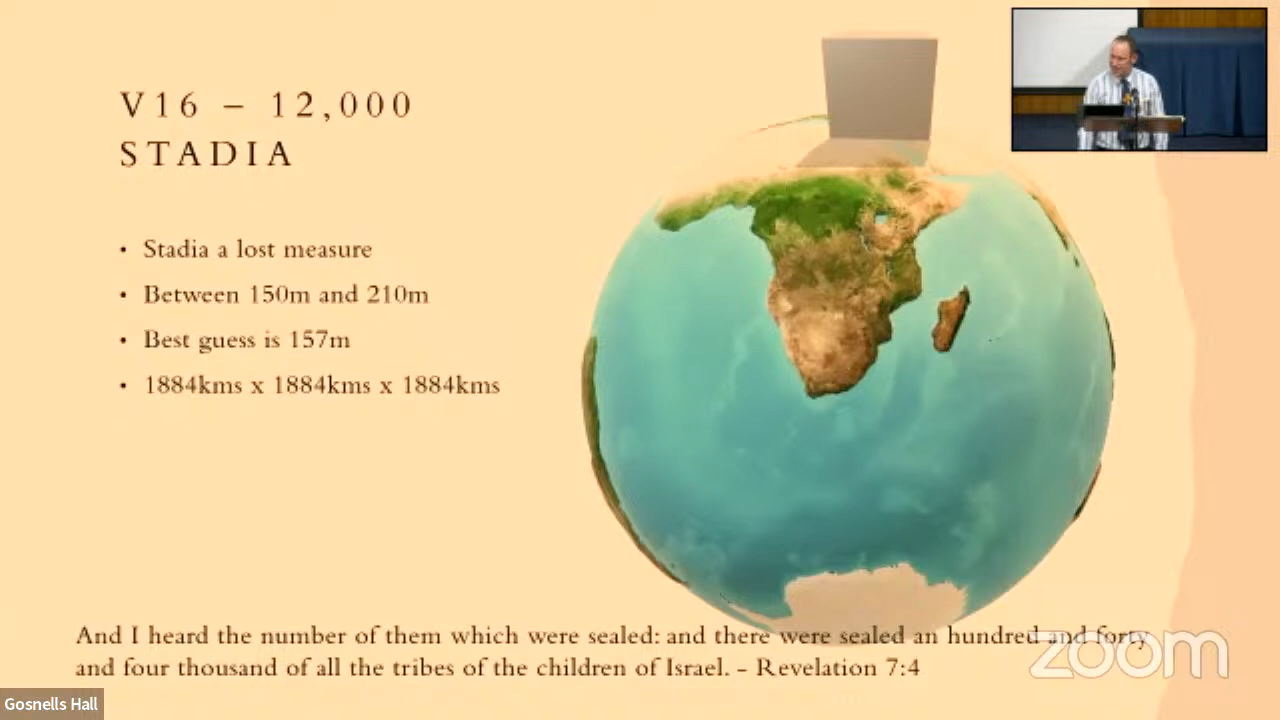 V16 – 12,000
STADIA
• Stadia a lost measure
• Between 150m and 210m
• Best guess is 157m
• 1884kms x 1884kms x 1884kms
And I heard the number of them which were sealed: and there were sealed an hundred and forty
and four thousand of all the tribes of the children of Israel. – Revelation 7:4
zoom
Gosnells Hall